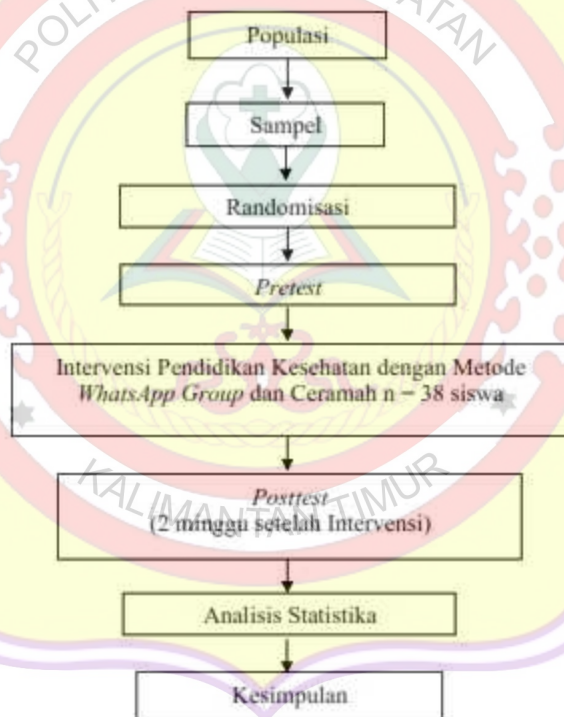 Populasi
Sampel
Randomisasi
Pretest
Intervensi Pendidikan Kesehatan dengan Metode
WhatsApp Group dan Ceramah n = 38 siswa
Posttest
(2 minggu setelah Intervensi)
Analisis Statistika
Kesimpulan
KALIMANTAN TIMUR